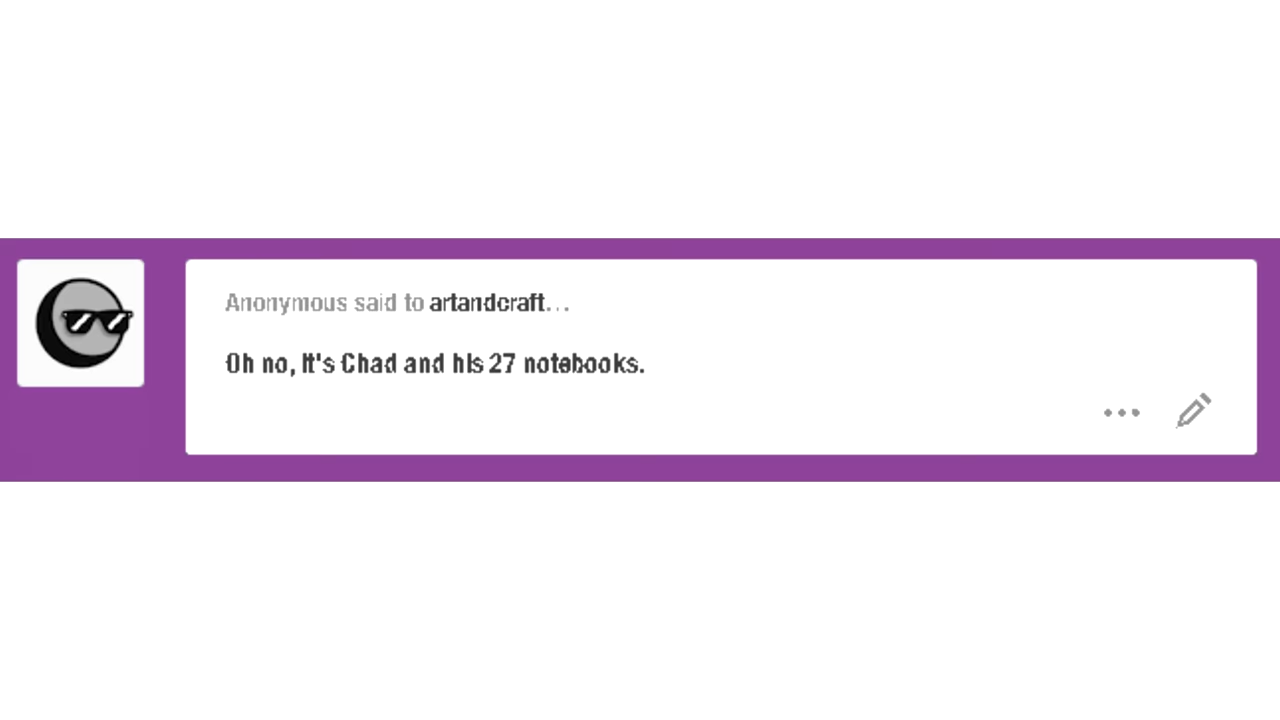 Anonymous said to artandcraft...
Oh no, It's Chad and his 27 notebooks.